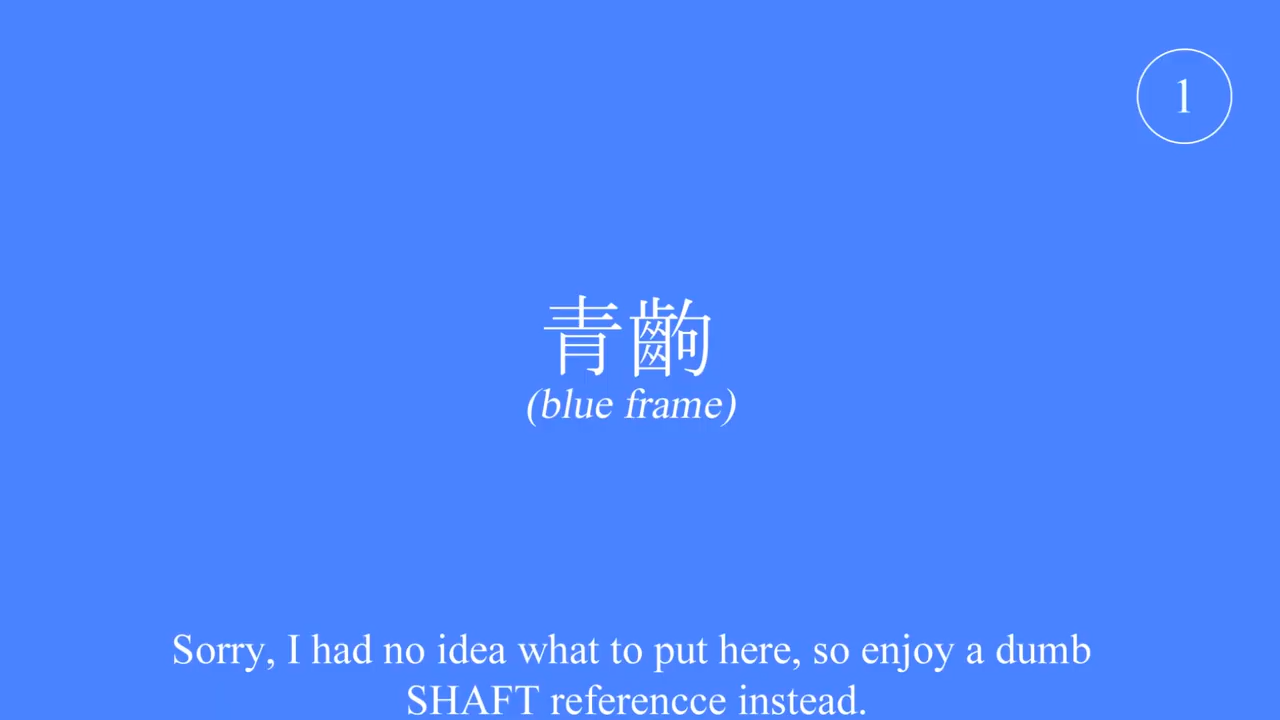 1
青齣
(blue frame)
Sorry, I had no idea what to put here, so enjoy a dumb
SHAFT referencce instead.